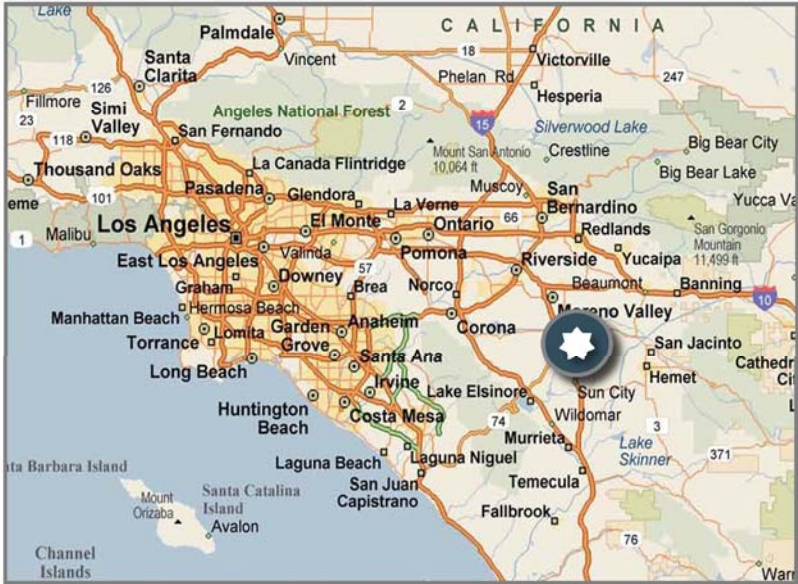 Lake
Palmdale
CALIFORNIA
18
Victorville
Santa
Clarita
Vincent
Phelan Rd
247
126
Hesperia
Fillmore
Simi
Valley
Angeles National Forest
2
23
15
Silverwood Lake
118
San Fernando
Mount San Antonio
10,064 ft
Crestline
Big Bear City
Thousand Oaks
La Canada Flintridge
Big Bear Lake
Pasadena
Glendora
Muscoy
San
Bernardino
eme
101
La Verne
66
Yucca Va
Los Angeles
El Monte
Ontario
Redlands
San Gorgonio
Mountain
11,499 ft
1
Malibu
Valinda
Pomona
Yucaipa
East Los Angeles
57
Riverside
Downey
Beaumont
Banning
Graham
Brea
Norco
10
Hermosa Beach
Moreno Valley
Manhattan Beach
Anaheim
Corona
Lomita
Garden
Grove
Torrance
San Jacinto
Santa Ana
Cathedr
Cit
Long Beach
Hemet
Irvine
Lake Elsinore
Sun City
L
Huntington
Beach
Costa Mesa
74
Wildomar
3
Murrieta
Lake
Skinner
371
Laguna Beach
Laguna Niguel
nta Barbara Island
San Juan
Capistrano
Temecula
Mount
Orizaba
Santa Catalina
Island
Fallbrook
Avalon
76
Channel
Islands
Warn